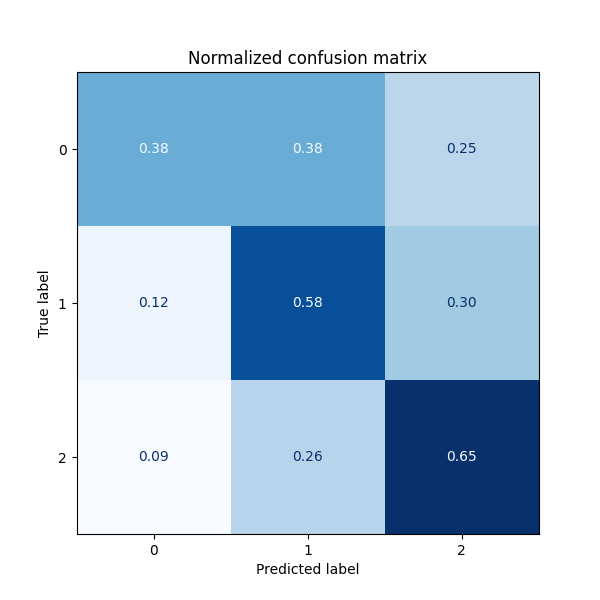 Normalized confusion matrix
0 0.38 0.38 0.25
True label
1 0.12 0.58 0.30
2 0.09 0.26 0.65
0 1 2
Predicted label